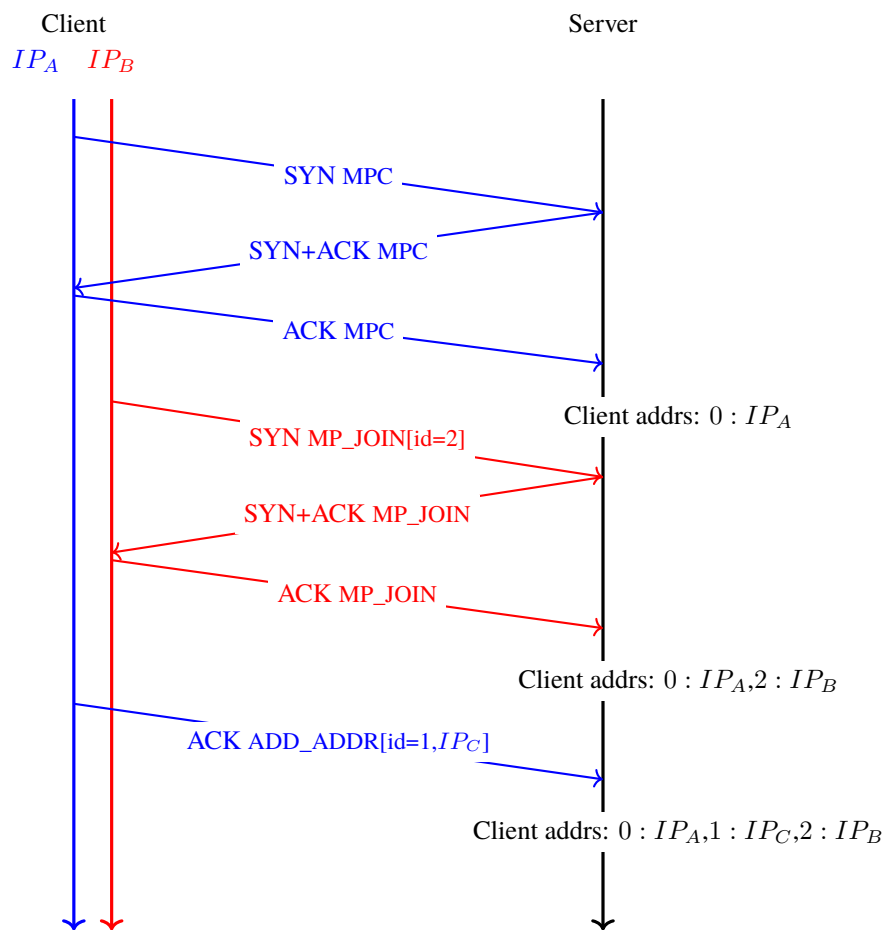 Client Server
IP_A IP_B
SYN MPC
SYN+ACK MPC
ACK MPC
Client addrs: 0 : IP_A
SYN MP_JOIN[id=2]
SYN+ACK MP_JOIN
ACK MP_JOIN
Client addrs: 0 : IP_A,2 : IP_B
ACK ADD_ADDR[id=1,IP_C]
Client addrs: 0 : IP_A,1 : IP_C,2 : IP_B